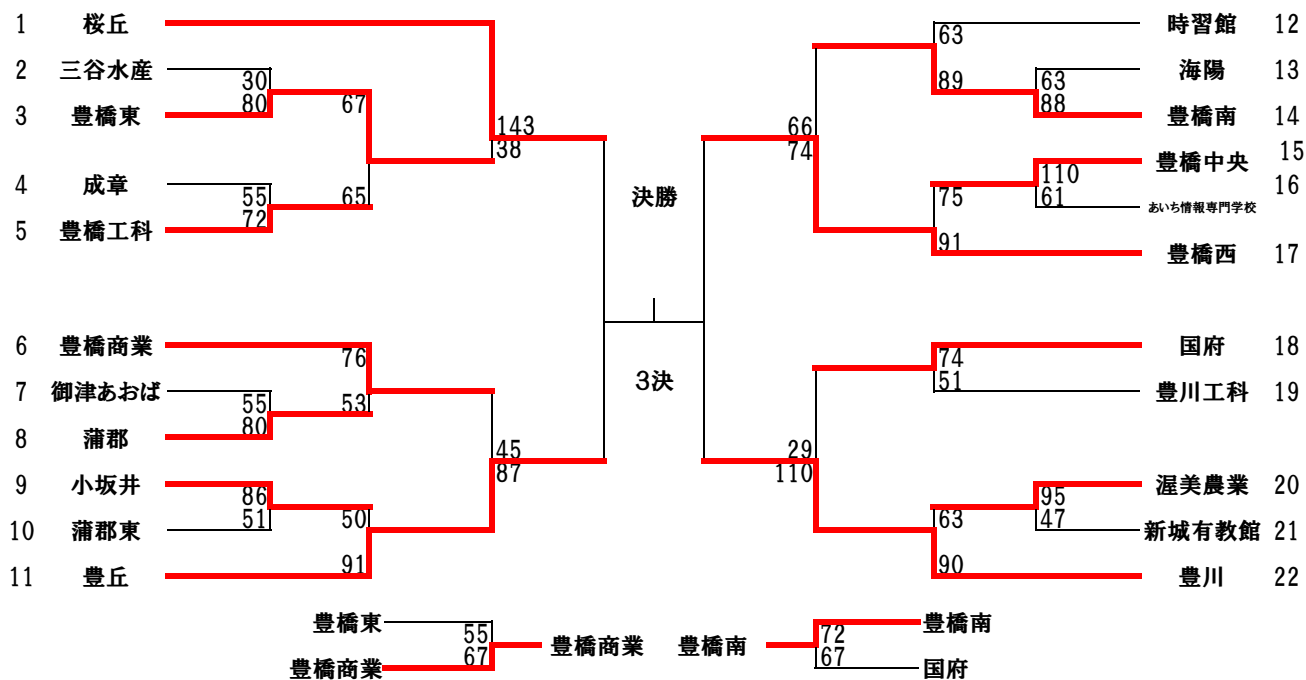 1 桜丘
2 三谷水産
30
80
3 豊橋東
67
4 成章
55
72
65
5 豊橋工科
143
38
6 豊橋商業
76
7 御津あおば
55
80
53
8 蒲郡
45
87
9 小坂井
86
51
50
10 蒲郡東
91
11 豊丘
決勝
3決
時習館 12
63
海陽 13
63
88
89
豊橋南 14
66
74
豊橋中央 15
110
61
75
あいち情報専門学校 16
91
豊橋西 17
国府 18
74
51
豊川工科 19
29
110
渥美農業 20
95
47
63
新城有教館 21
90
豊川 22
豊橋東
55
67
豊橋商業
豊橋商業
豊橋南
豊橋南
72
67
国府